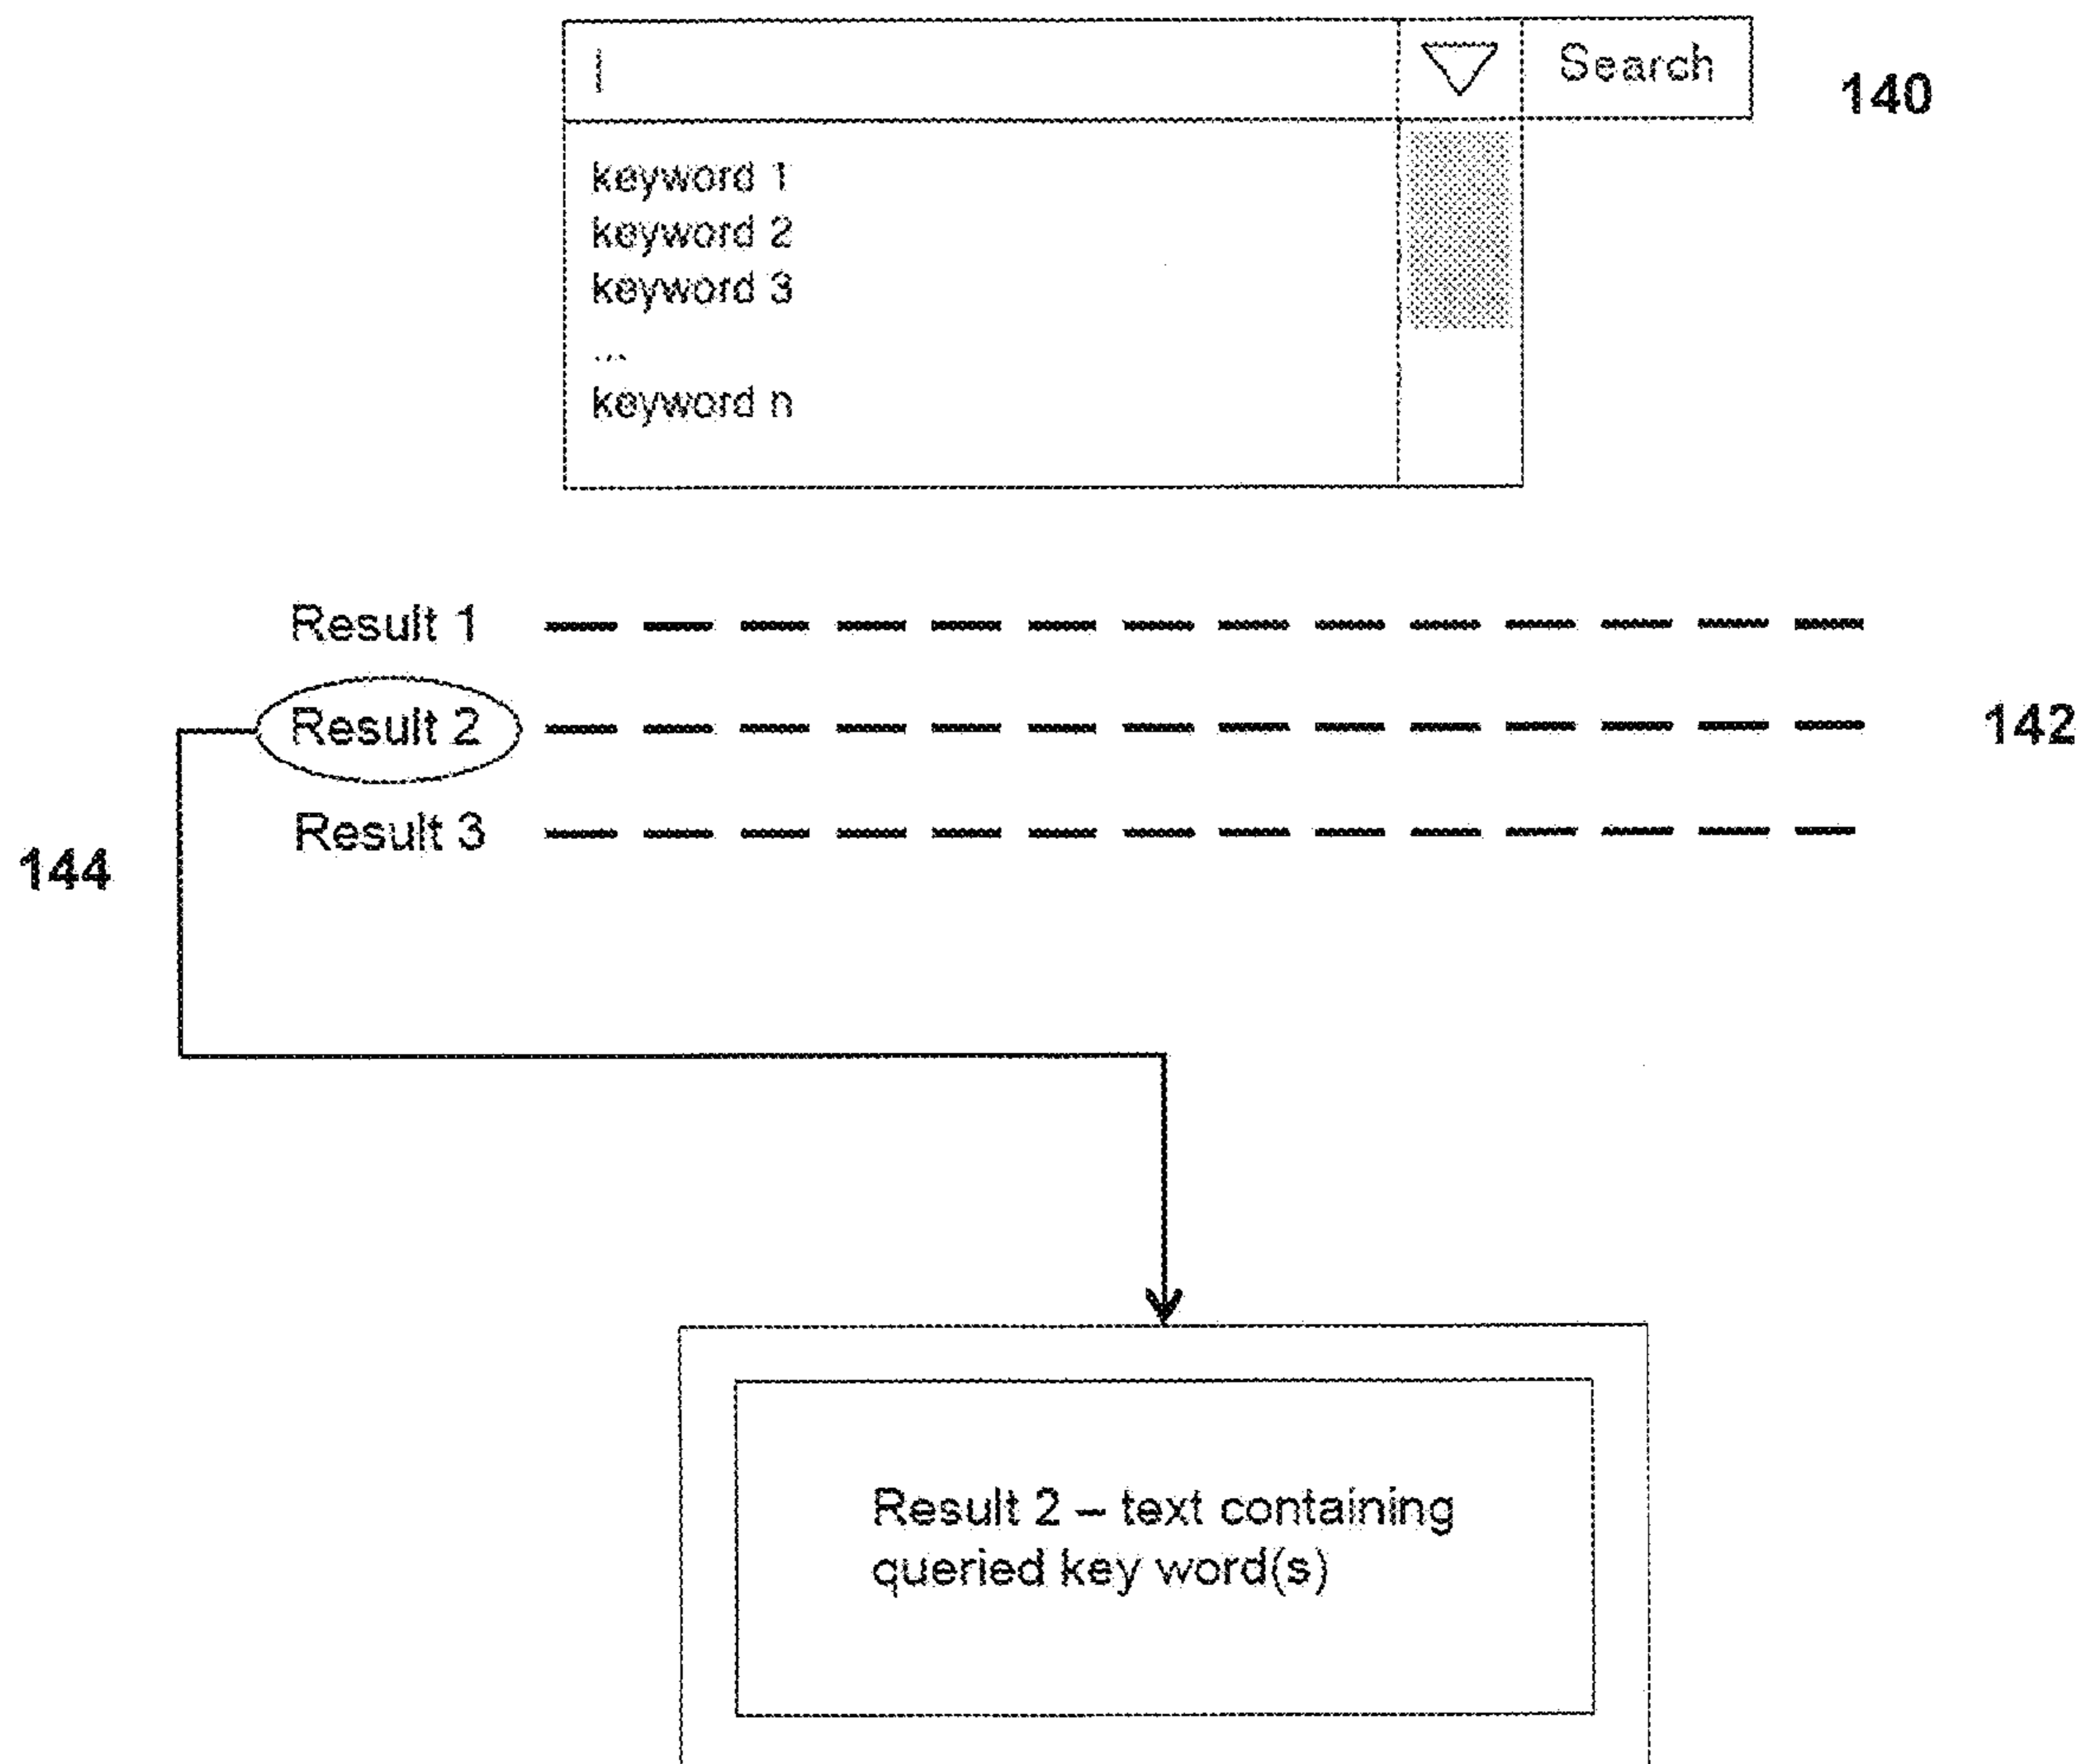 Search
140
keyword 1
keyword 2
keyword 3
...
keyword n
Result 1
Result 2
142
Result 3
144
Result 2 – text containing
queried key word(s)